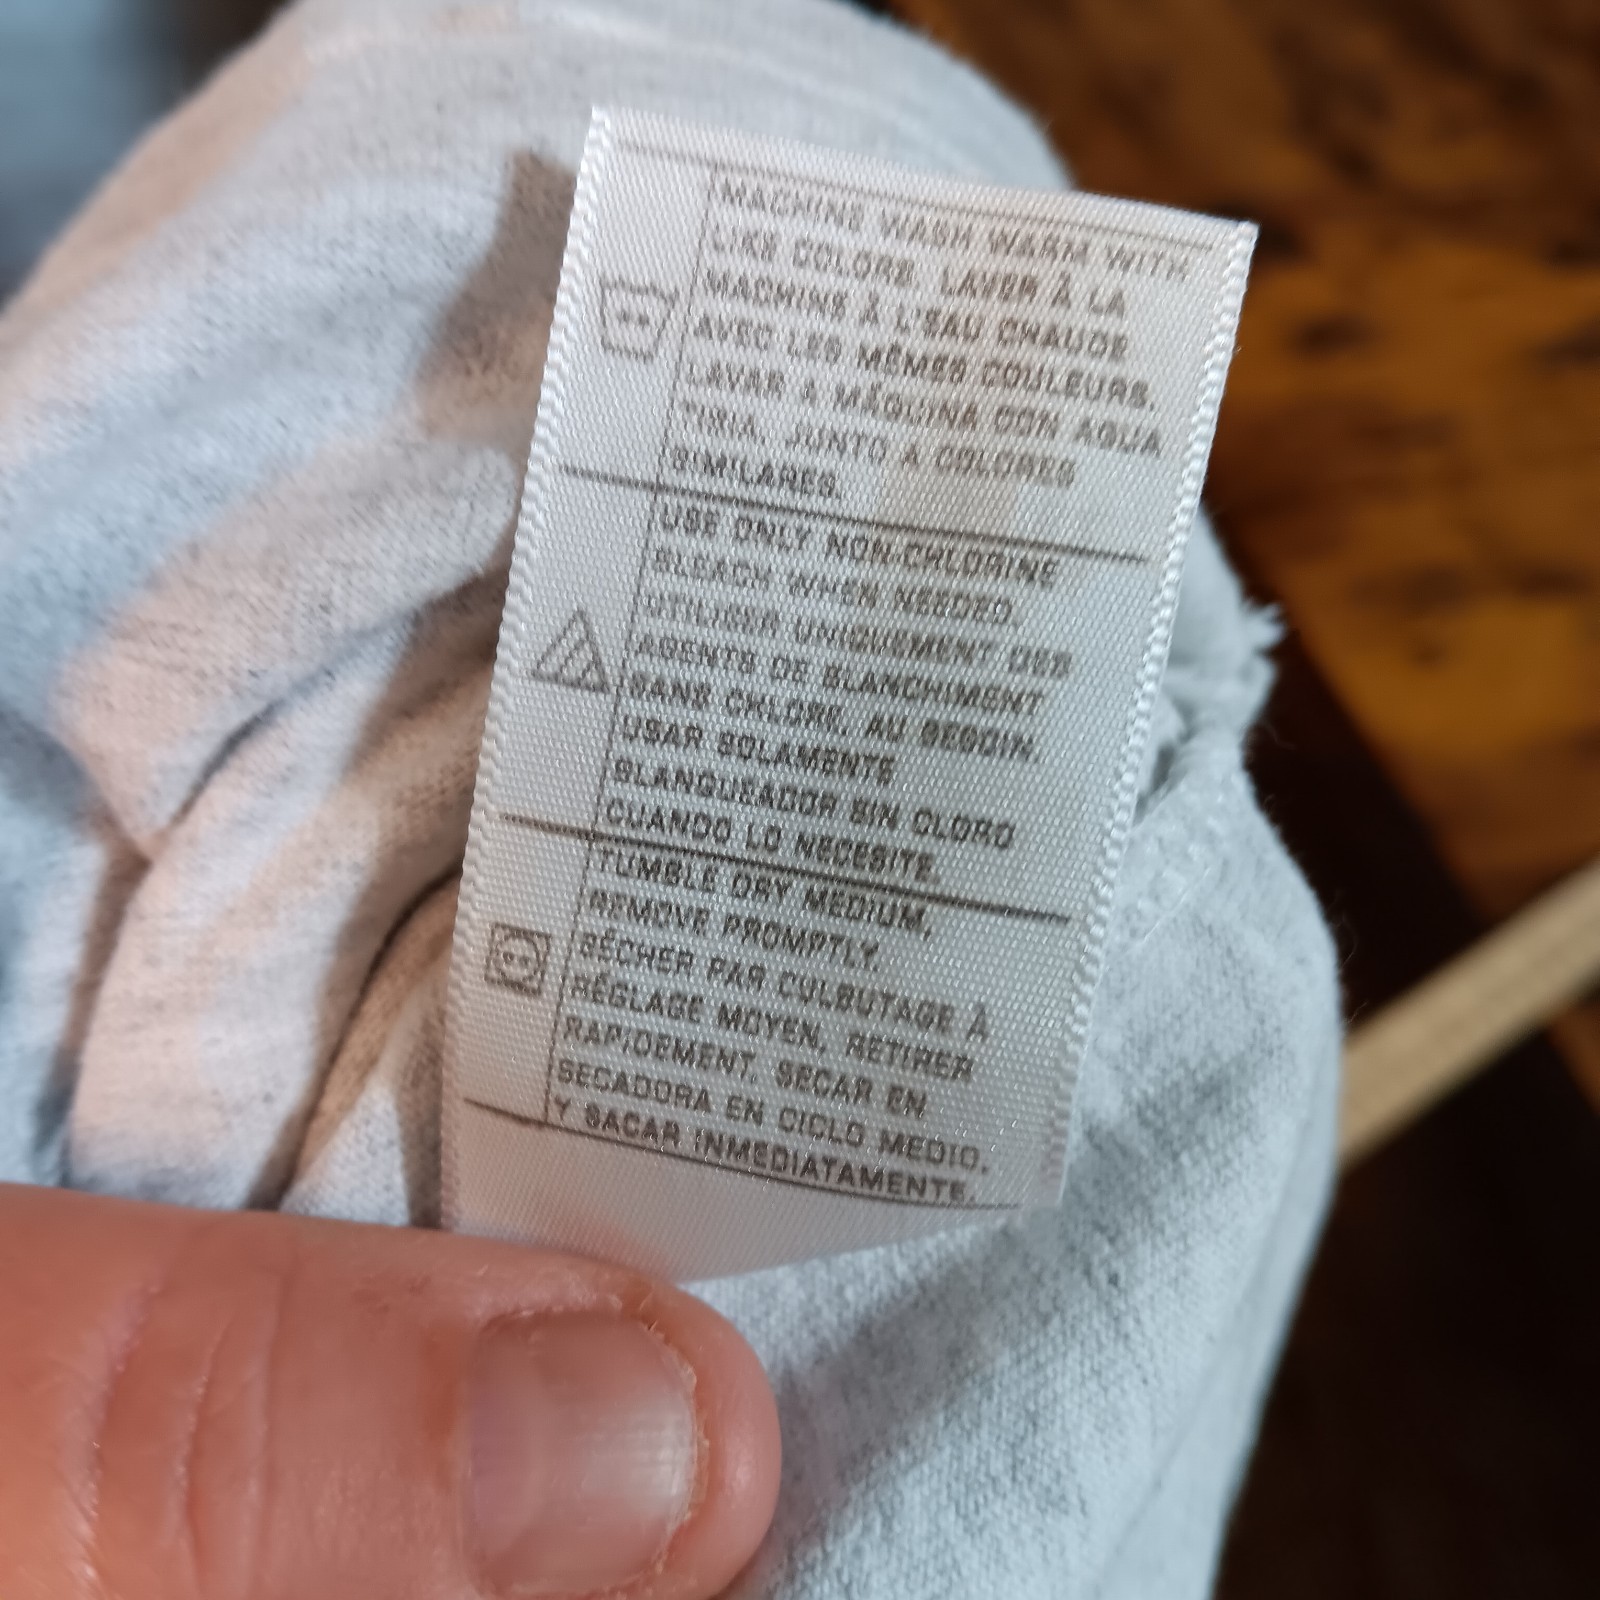 MACHINE WASH WARM WITH
LIKE COLORS. LAVER À LA
MACHINE À L'EAU CHAUDE
AVEC LES MÊMES COULEURS.
LAVAR A MÁQUINA CON AGUA
TIBIA, JUNTO A COLORES
SIMILARES.
USE ONLY NON-CHLORINE
BLEACH WHEN NEEDED.
UTILISER UNIQUEMENT DES
AGENTS DE BLANCHIMENT
SANS CHLORE, AU BESOIN.
USAR SOLAMENTE
BLANQUEADOR SIN CLORO
CUANDO LO NECESITE.
TUMBLE DRY MEDIUM,
REMOVE PROMPTLY.
SÉCHER PAR CULBUTAGE À
RÉGLAGE MOYEN, RETIRER
RAPIDEMENT. SECAR EN
SECADORA EN CICLO MEDIO,
Y SACAR INMEDIATAMENTE.